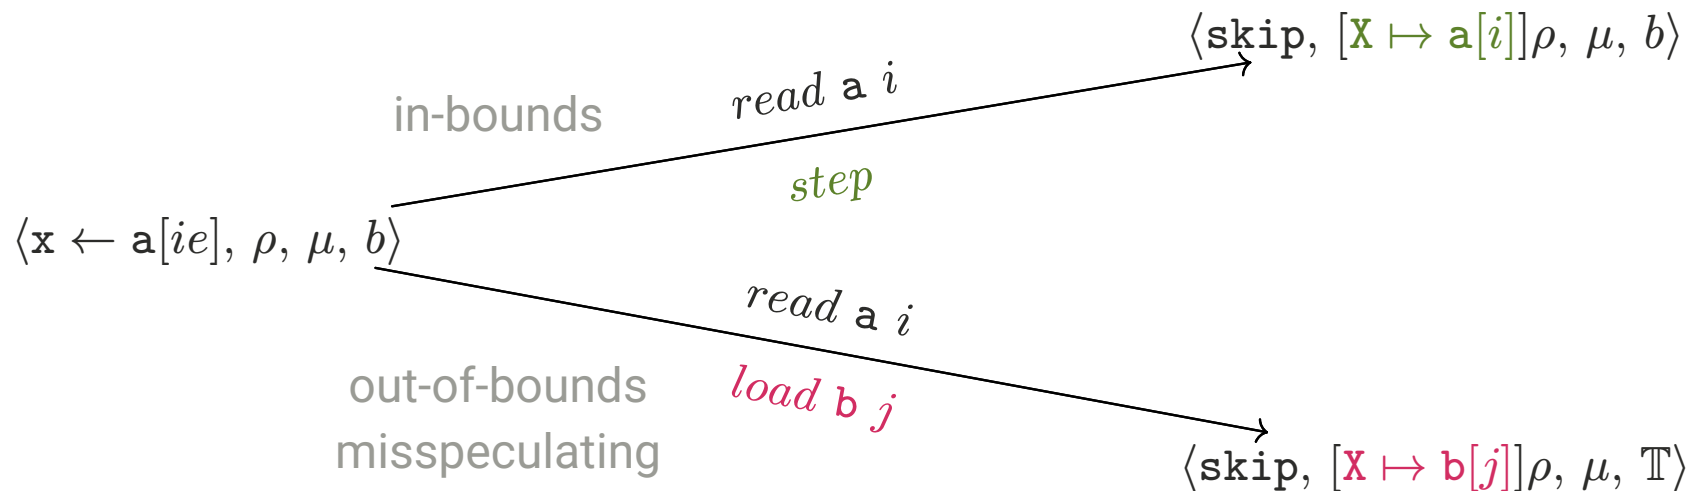 ⟨skip, [X ↦ a[i]]ρ, μ, b⟩
read a i
in-bounds
step
⟨x ← a[ie], ρ, μ, b⟩
read a i
out-of-bounds
load b j
misspeculating
⟨skip, [X ↦ b[j]]ρ, μ, 𝕋⟩